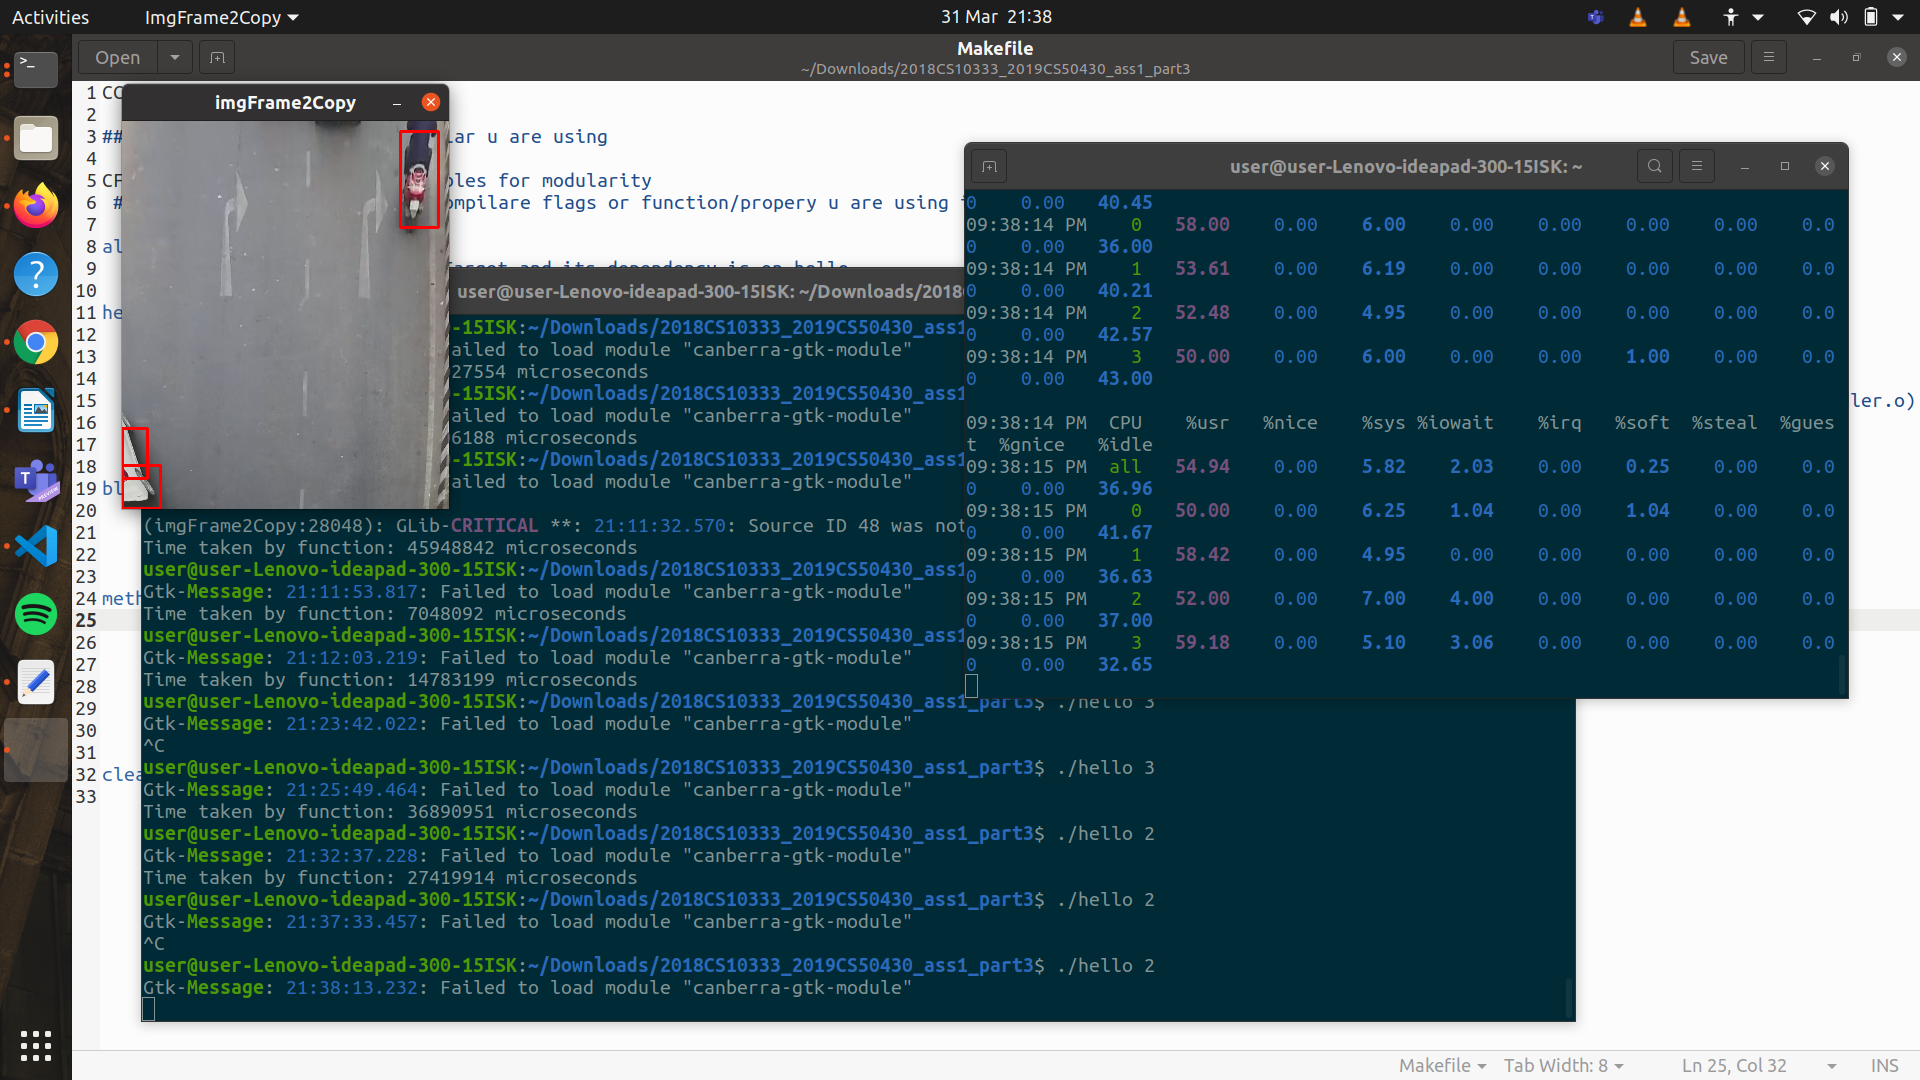 Activities
ImgFrame2Copy
31 Mar 21:38
Open
Makefile
~/Downloads/2018CS10333_2019CS50430_ass1_part3
Save
imgFrame2Copy
1 CC
2
3 ## lar u are using
4
5 CF bles for modularity
6 # ompilare flags or function/propery u are using i
7
8 al
9 target and its dependency is on hello
10
11 he
12
13
14
15 ler.o)
16
17
18
19 bl
20
21
22
23
24 meth
25
26
27
28
29
30
31
32 clea
33
user@user-Lenovo-ideapad-300-15ISK: ~/Downloads/2018
0-15ISK:~/Downloads/2018CS10333_2019CS50430_ass1
ailed to load module "canberra-gtk-module"
27554 microseconds
-15ISK:~/Downloads/2018CS10333_2019CS50430_ass1
ailed to load module "canberra-gtk-module"
6188 microseconds
-15ISK:~/Downloads/2018CS10333_2019CS50430_ass1
ailed to load module "canberra-gtk-module"
(imgFrame2Copy:28048): GLib-CRITICAL **: 21:11:32.570: Source ID 48 was not
Time taken by function: 45948842 microseconds
user@user-Lenovo-ideapad-300-15ISK:~/Downloads/2018CS10333_2019CS50430_ass1
Gtk-Message: 21:11:53.817: Failed to load module "canberra-gtk-module"
Time taken by function: 7048092 microseconds
user@user-Lenovo-ideapad-300-15ISK:~/Downloads/2018CS10333_2019CS50430_ass1
Gtk-Message: 21:12:03.219: Failed to load module "canberra-gtk-module"
Time taken by function: 14783199 microseconds
user@user-Lenovo-ideapad-300-15ISK:~/Downloads/2018CS10333_2019CS50430_ass1_part3$ ./hello 3
Gtk-Message: 21:23:42.022: Failed to load module "canberra-gtk-module"
^C
user@user-Lenovo-ideapad-300-15ISK:~/Downloads/2018CS10333_2019CS50430_ass1_part3$ ./hello 3
Gtk-Message: 21:25:49.464: Failed to load module "canberra-gtk-module"
Time taken by function: 36890951 microseconds
user@user-Lenovo-ideapad-300-15ISK:~/Downloads/2018CS10333_2019CS50430_ass1_part3$ ./hello 2
Gtk-Message: 21:32:37.228: Failed to load module "canberra-gtk-module"
Time taken by function: 27419914 microseconds
user@user-Lenovo-ideapad-300-15ISK:~/Downloads/2018CS10333_2019CS50430_ass1_part3$ ./hello 2
Gtk-Message: 21:37:33.457: Failed to load module "canberra-gtk-module"
^C
user@user-Lenovo-ideapad-300-15ISK:~/Downloads/2018CS10333_2019CS50430_ass1_part3$ ./hello 2
Gtk-Message: 21:38:13.232: Failed to load module "canberra-gtk-module"
user@user-Lenovo-ideapad-300-15ISK: ~
0 0.00 40.45
09:38:14 PM 0 58.00 0.00 6.00 0.00 0.00 0.00 0.00 0.0
0 0.00 36.00
09:38:14 PM 1 53.61 0.00 6.19 0.00 0.00 0.00 0.00 0.0
0 0.00 40.21
09:38:14 PM 2 52.48 0.00 4.95 0.00 0.00 0.00 0.00 0.0
0 0.00 42.57
09:38:14 PM 3 50.00 0.00 6.00 0.00 0.00 1.00 0.00 0.0
0 0.00 43.00
09:38:14 PM CPU %usr %nice %sys %iowait %irq %soft %steal %gues
t %gnice %idle
09:38:15 PM all 54.94 0.00 5.82 2.03 0.00 0.25 0.00 0.0
0 0.00 36.96
09:38:15 PM 0 50.00 0.00 6.25 1.04 0.00 1.04 0.00 0.0
0 0.00 41.67
09:38:15 PM 1 58.42 0.00 4.95 0.00 0.00 0.00 0.00 0.0
0 0.00 36.63
09:38:15 PM 2 52.00 0.00 7.00 4.00 0.00 0.00 0.00 0.0
0 0.00 37.00
09:38:15 PM 3 59.18 0.00 5.10 3.06 0.00 0.00 0.00 0.0
0 0.00 32.65
Makefile
Tab Width: 8
Ln 25, Col 32
INS